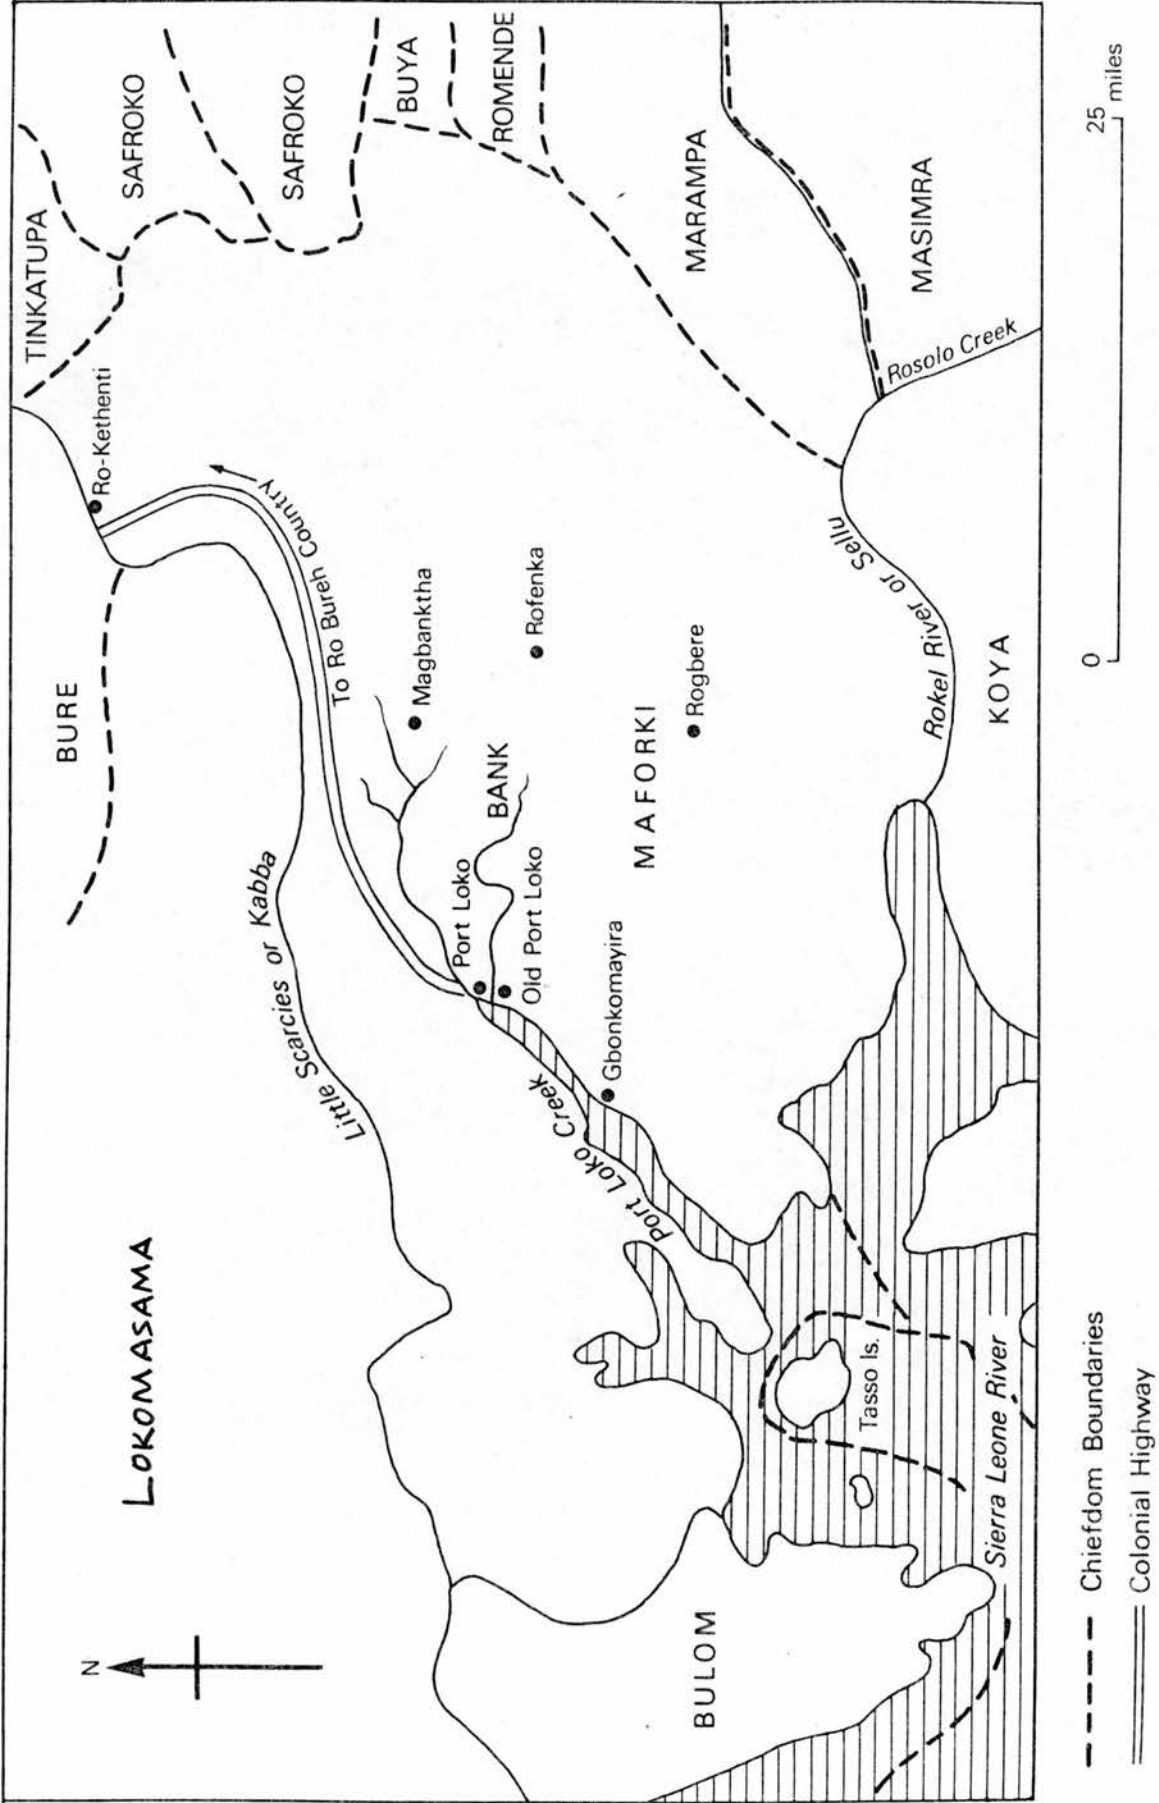 N
LOKOMASAMA
BURE
TINKATUPA
SAFROKO
SAFROKO
BUYA
ROMENDE
MARAMPA
MASIMRA
Rosolo Creek
Ro-Kethenti
To Ro Bureh Country
Little Scarcies or Kabba
Magbanktha
Rofenka
BANK
Port Loko
Old Port Loko
MAFORKI
Rogbere
Gbonkomayira
Port Loko Creek
Rokel River or Sellu
KOYA
BULOM
Tasso Is.
Sierra Leone River
Chiefdom Boundaries
Colonial Highway
0 25 miles